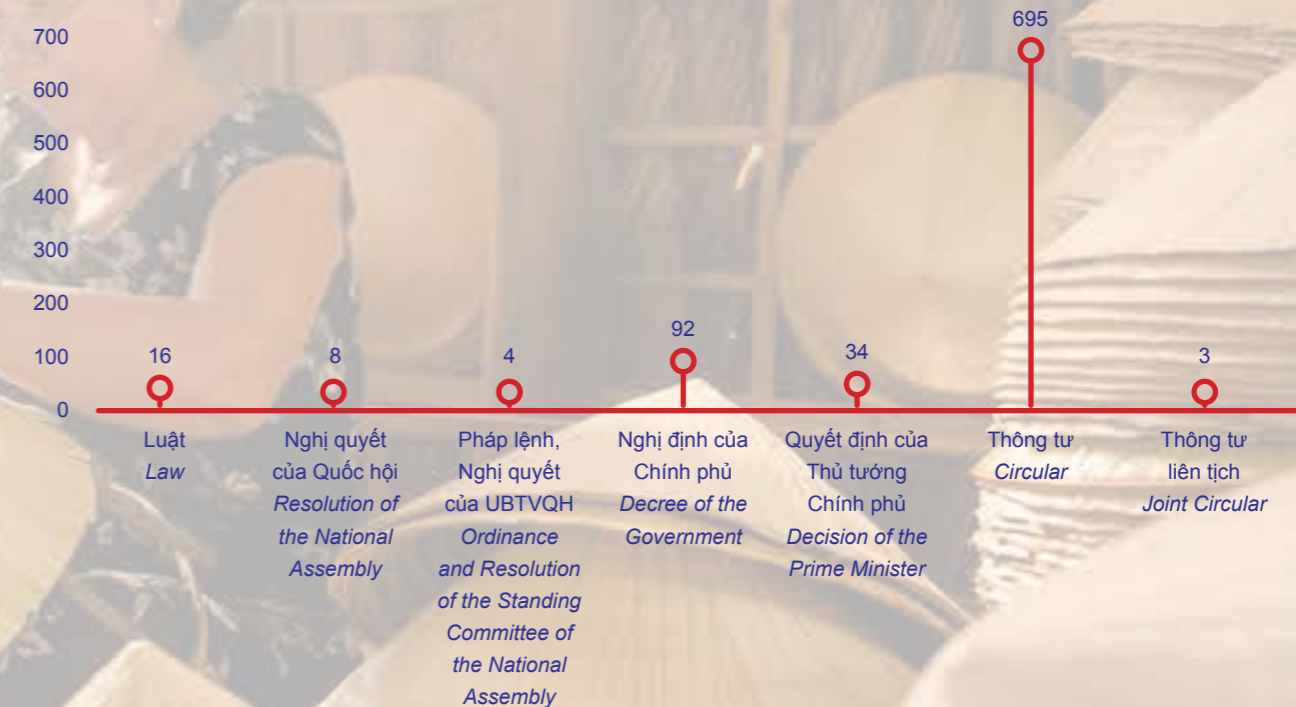 695
700
600
500
400
300
200
100
0
16
8
4
92
34
3
Luật
Law
Nghị quyết
của Quốc hội
Resolution of
the National
Assembly
Pháp lệnh,
Nghị quyết
của UBTVQH
Ordinance
and Resolution
of the Standing
Committee of
the National
Assembly
Nghị định của
Chính phủ
Decree of the
Government
Quyết định của
Thủ tướng
Chính phủ
Decision of the
Prime Minister
Thông tư
Circular
Thông tư
liên tịch
Joint Circular